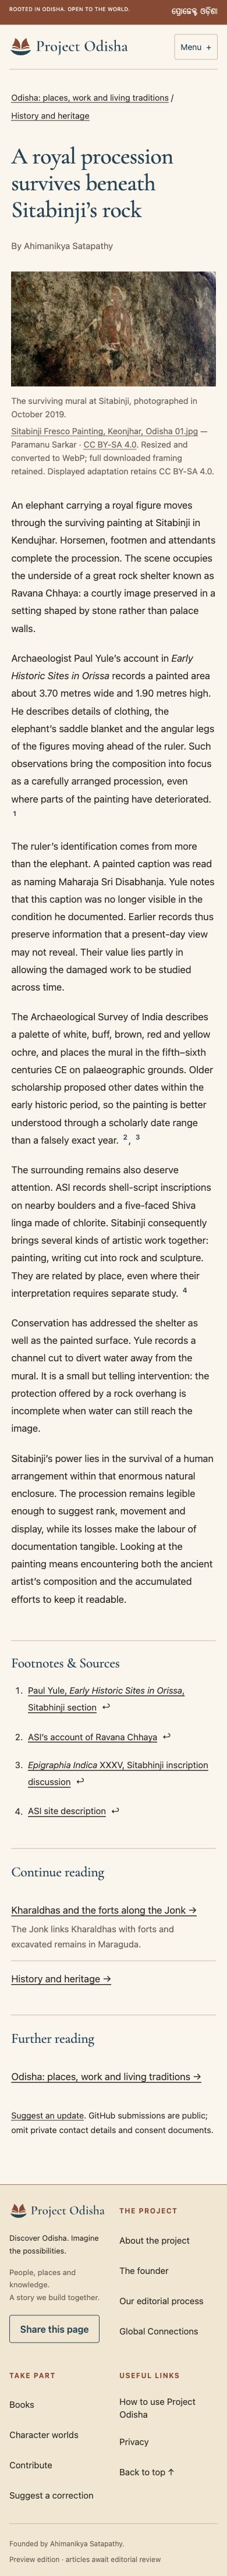 ROOTED IN ODISHA. OPEN TO THE WORLD.
ପ୍ରୋଜେକ୍ଟ ଓଡ଼ିଶା
Project Odisha
Menu +
Odisha: places, work and living traditions /
History and heritage
A royal procession
survives beneath
Sitabinji’s rock
By Ahimanikya Satapathy
The surviving mural at Sitabinji, photographed in
October 2019.
Sitabinji Fresco Painting, Keonjhar, Odisha 01.jpg —
Paramanu Sarkar · CC BY-SA 4.0. Resized and
converted to WebP; full downloaded framing
retained. Displayed adaptation retains CC BY-SA 4.0.
An elephant carrying a royal figure moves
through the surviving painting at Sitabinji in
Kendujhar. Horsemen, footmen and attendants
complete the procession. The scene occupies
the underside of a great rock shelter known as
Ravana Chhaya: a courtly image preserved in a
setting shaped by stone rather than palace
walls.
Archaeologist Paul Yule’s account in Early
Historic Sites in Orissa records a painted area
about 3.70 metres wide and 1.90 metres high.
He describes details of clothing, the
elephant’s saddle blanket and the angular legs
of the figures moving ahead of the ruler. Such
observations bring the composition into focus
as a carefully arranged procession, even
where parts of the painting have deteriorated.
1
The ruler’s identification comes from more
than the elephant. A painted caption was read
as naming Maharaja Sri Disabhanja. Yule notes
that this caption was no longer visible in the
condition he documented. Earlier records thus
preserve information that a present-day view
may not reveal. Their value lies partly in
allowing the damaged work to be studied
across time.
The Archaeological Survey of India describes
a palette of white, buff, brown, red and yellow
ochre, and places the mural in the fifth–sixth
centuries CE on palaeographic grounds. Older
scholarship proposed other dates within the
early historic period, so the painting is better
understood through a scholarly date range
than a falsely exact year. 2, 3
The surrounding remains also deserve
attention. ASI records shell-script inscriptions
on nearby boulders and a five-faced Shiva
linga made of chlorite. Sitabinji consequently
brings several kinds of artistic work together:
painting, writing cut into rock and sculpture.
They are related by place, even where their
interpretation requires separate study. 4
Conservation has addressed the shelter as
well as the painted surface. Yule records a
channel cut to divert water away from the
mural. It is a small but telling intervention: the
protection offered by a rock overhang is
incomplete when water can still reach the
image.
Sitabinji’s power lies in the survival of a human
arrangement within that enormous natural
enclosure. The procession remains legible
enough to suggest rank, movement and
display, while its losses make the labour of
documentation tangible. Looking at the
painting means encountering both the ancient
artist’s composition and the accumulated
efforts to keep it readable.
Footnotes & Sources
1. Paul Yule, Early Historic Sites in Orissa,
Sitabhinji section ↩
2. ASI’s account of Ravana Chhaya ↩
3. Epigraphia Indica XXXV, Sitabhinji inscription
discussion ↩
4. ASI site description ↩
Continue reading
Kharaldhas and the forts along the Jonk →
The Jonk links Kharaldhas with forts and
excavated remains in Maraguda.
History and heritage →
Further reading
Odisha: places, work and living traditions →
Suggest an update. GitHub submissions are public;
omit private contact details and consent documents.
Project Odisha
Discover Odisha. Imagine
the possibilities.
People, places and
knowledge.
A story we build together.
Share this page
THE PROJECT
About the project
The founder
Our editorial process
Global Connections
TAKE PART
Books
Character worlds
Contribute
Suggest a correction
USEFUL LINKS
How to use Project
Odisha
Privacy
Back to top ↑
Founded by Ahimanikya Satapathy.
Preview edition · articles await editorial review